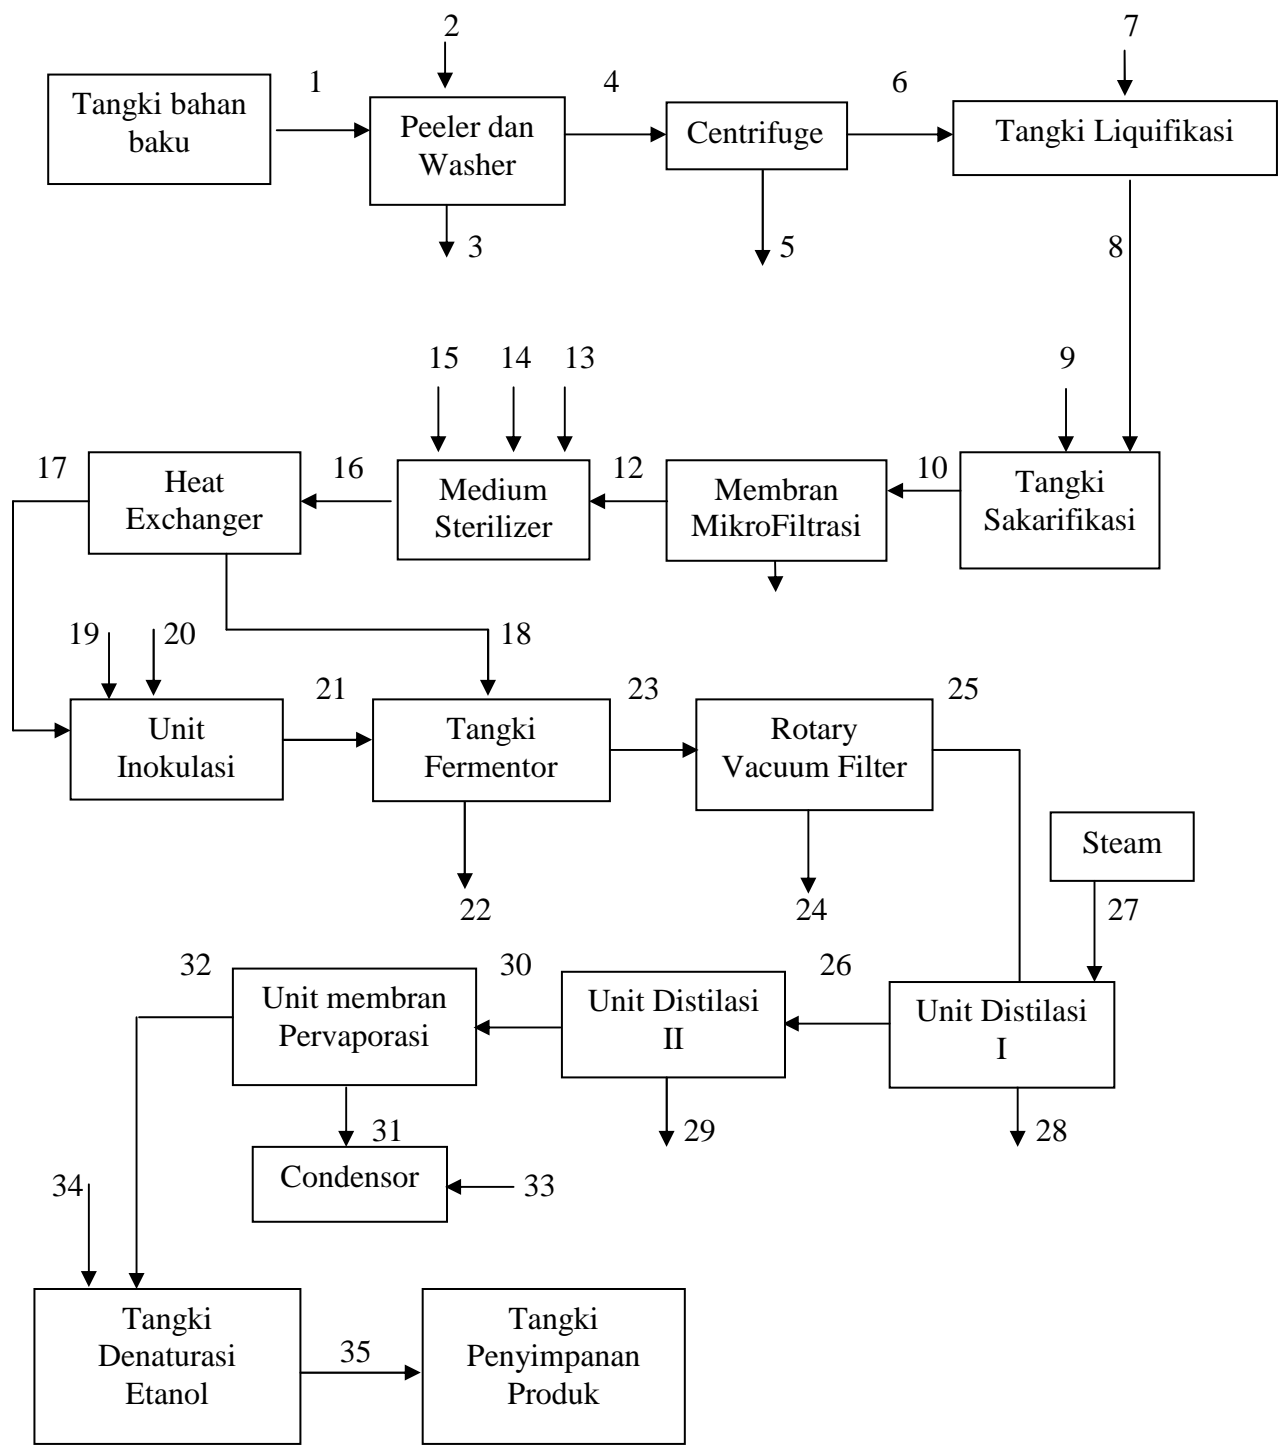 2
7
1
4
6
Tangki bahan
baku
Peeler dan
Washer
Centrifuge
Tangki Liquifikasi
3
5
8
15
14
13
9
17
Heat
Exchanger
16
Medium
Sterilizer
12
Membran
MikroFiltrasi
10
Tangki
Sakarifikasi
19
20
18
21
23
25
Unit
Inokulasi
Tangki
Fermentor
Rotary
Vacuum Filter
Steam
22
24
27
32
Unit membran
Pervaporasi
30
Unit Distilasi
II
26
Unit Distilasi
I
31
29
28
Condensor
34
33
Tangki
Denaturasi
Etanol
35
Tangki
Penyimpanan
Produk